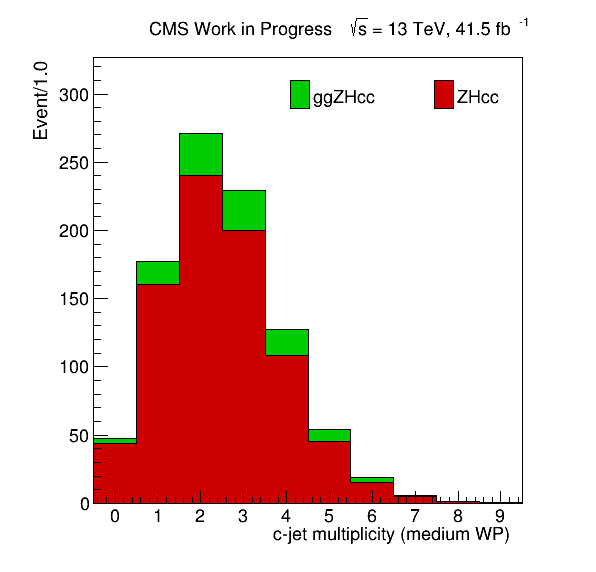 CMS Work in Progress √s = 13 TeV, 41.5 fb -1
Event/1.0
ggZHcc ZHcc
300
250
200
150
100
50
0
0 1 2 3 4 5 6 7 8 9
c-jet multiplicity (medium WP)